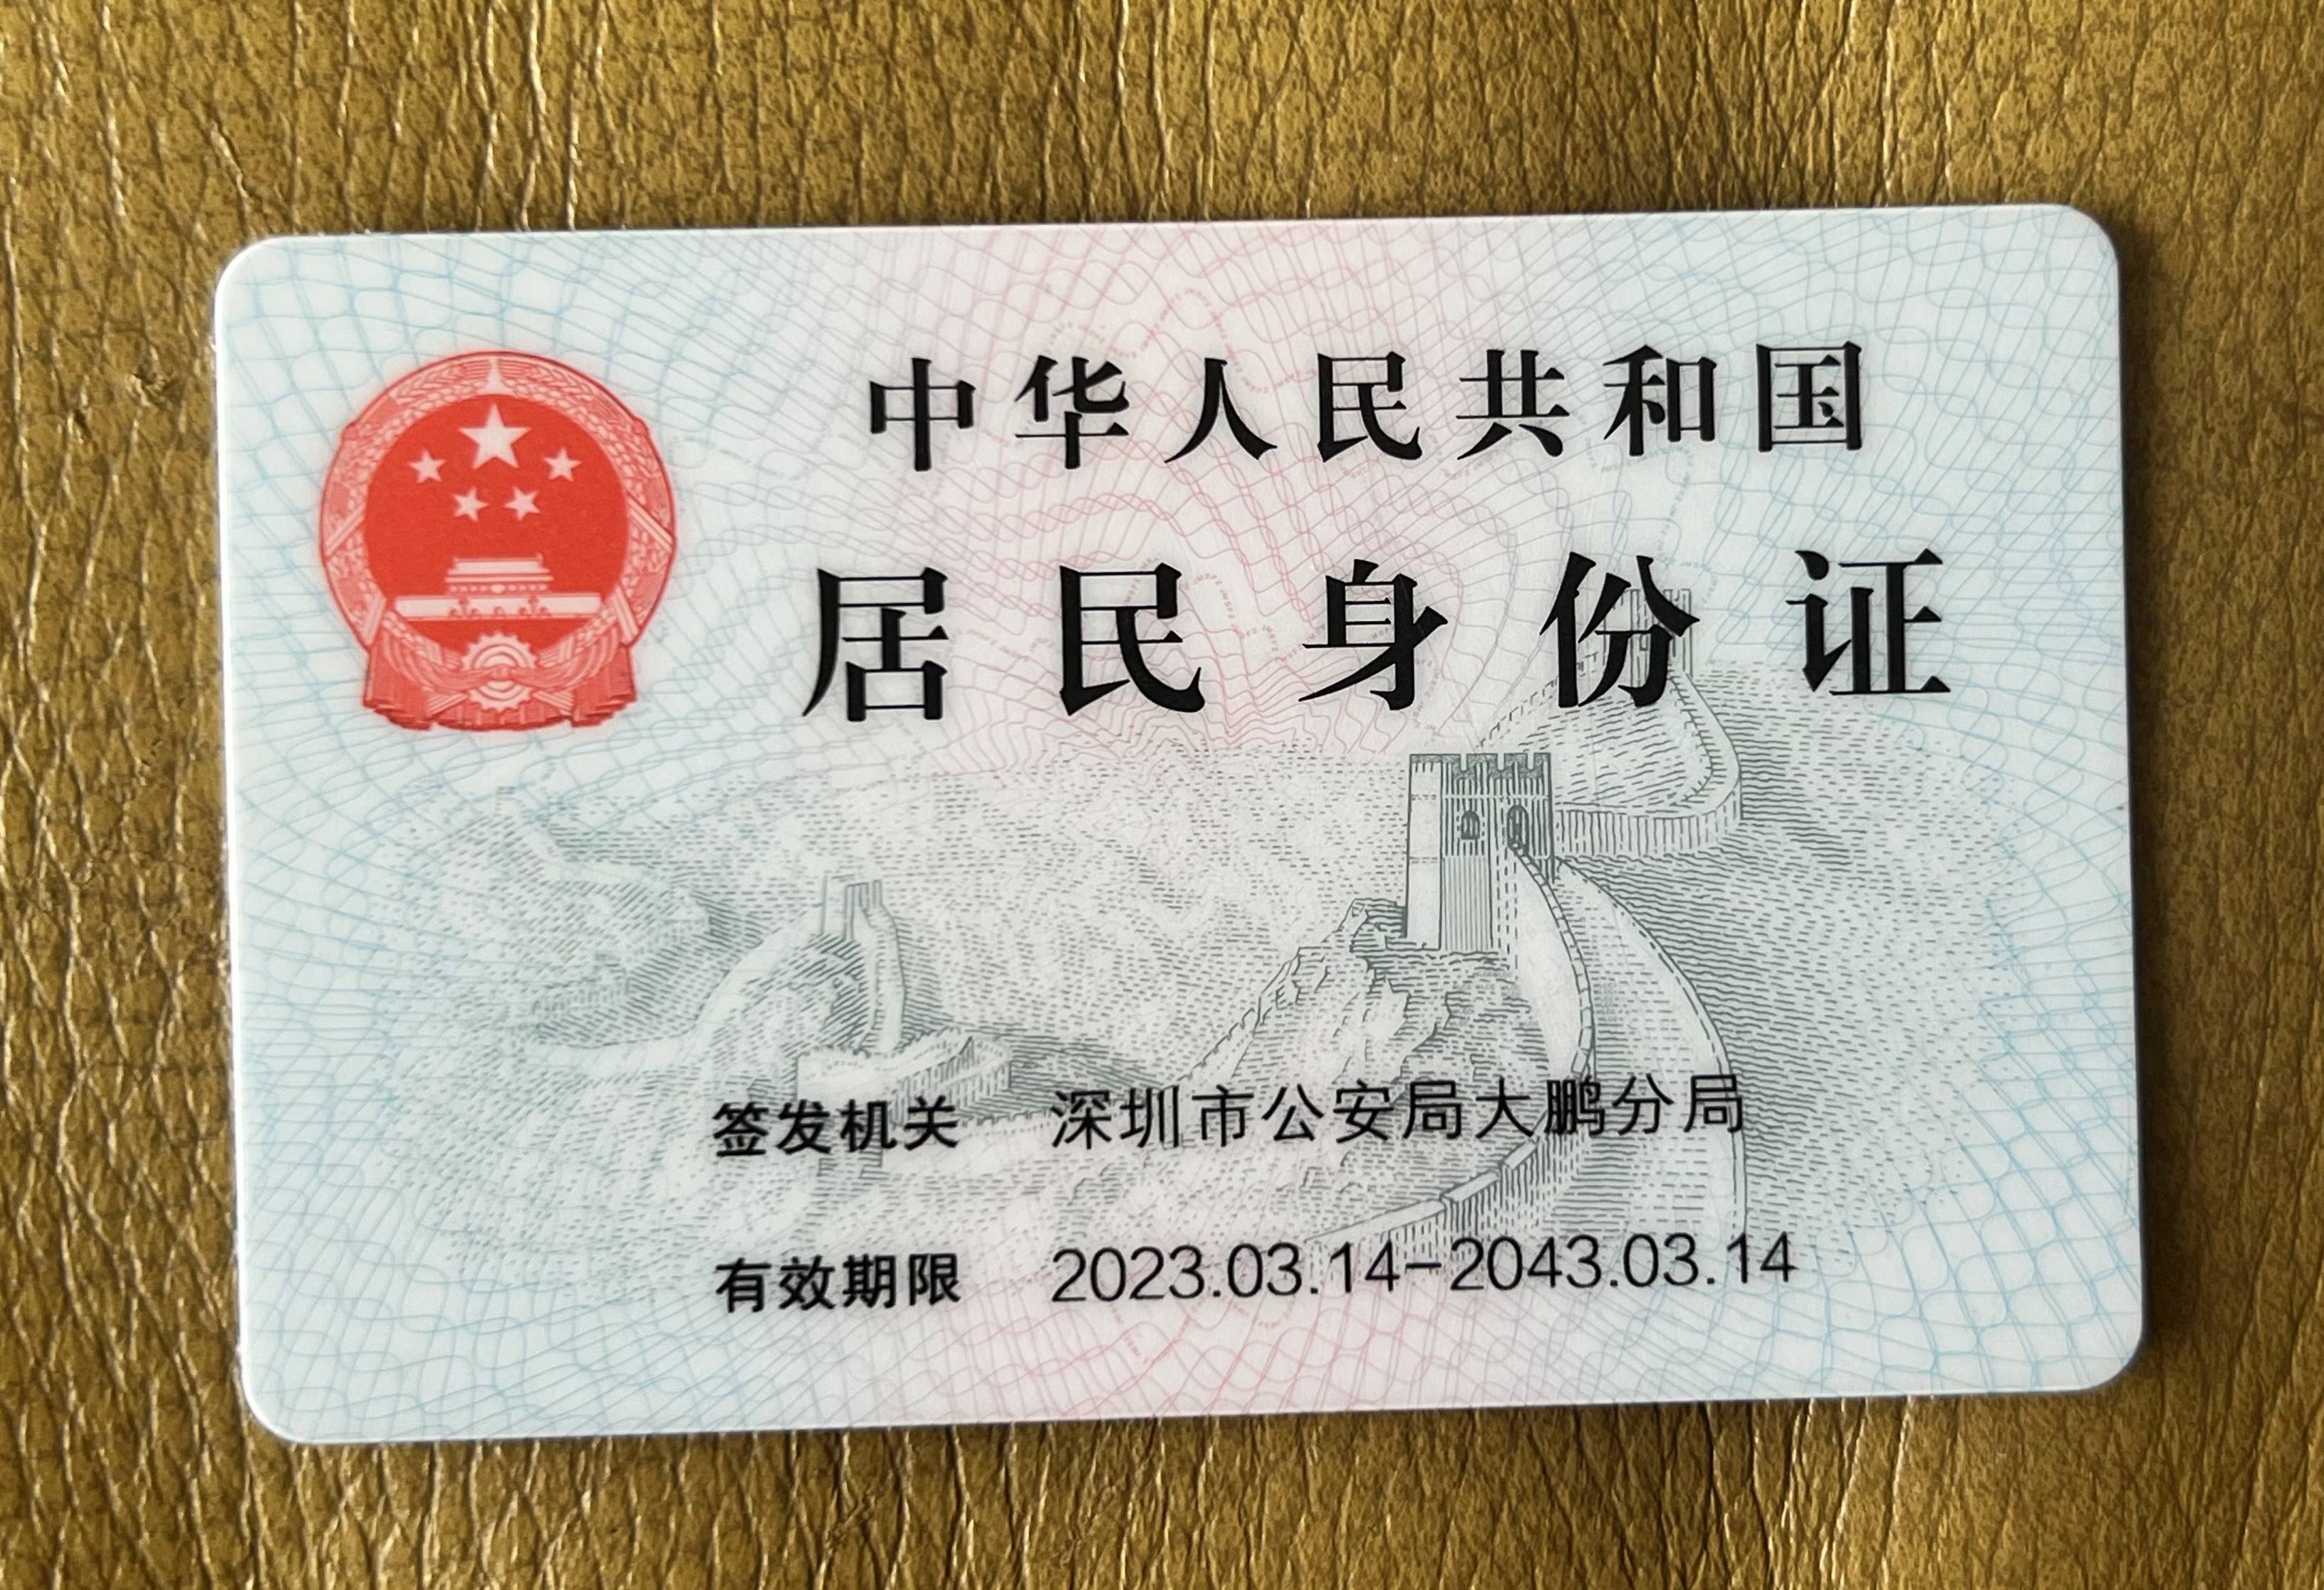 中华人民共和国
居民身份证
签发机关 深圳市公安局大鹏分局
有效期限 2023.03.14-2043.03.14